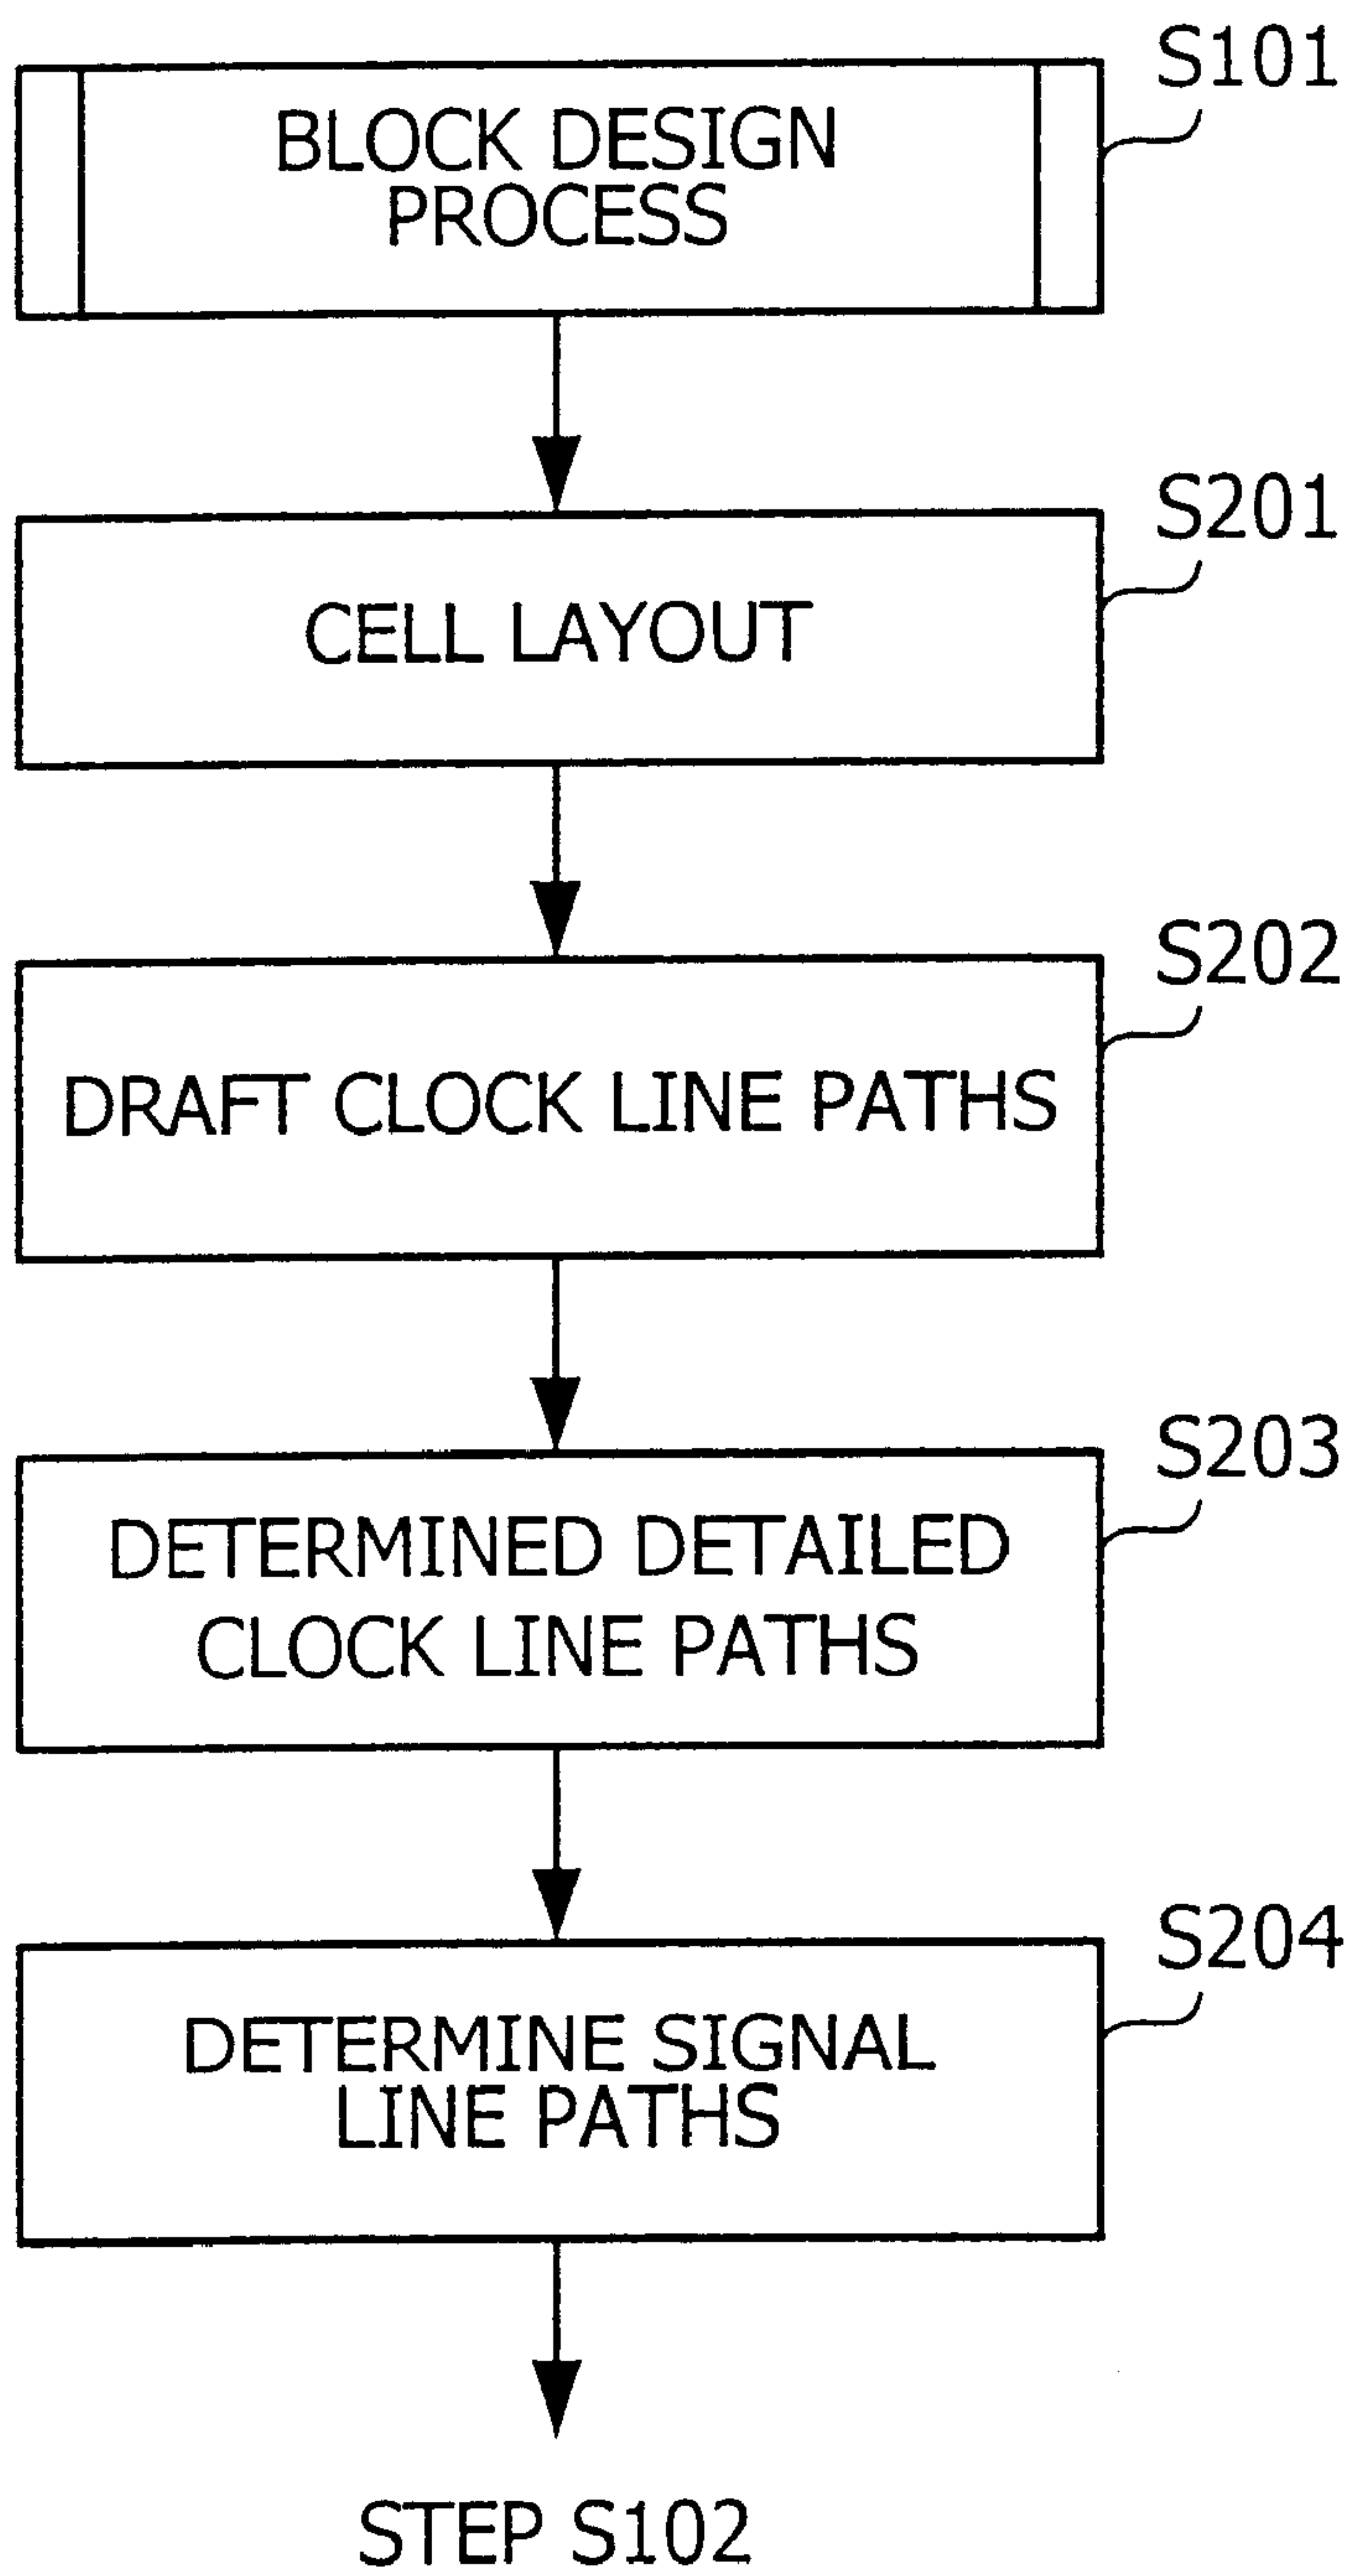 S101
BLOCK DESIGN
PROCESS
S201
CELL LAYOUT
S202
DRAFT CLOCK LINE PATHS
S203
DETERMINED DETAILED
CLOCK LINE PATHS
S204
DETERMINE SIGNAL
LINE PATHS
STEP S102